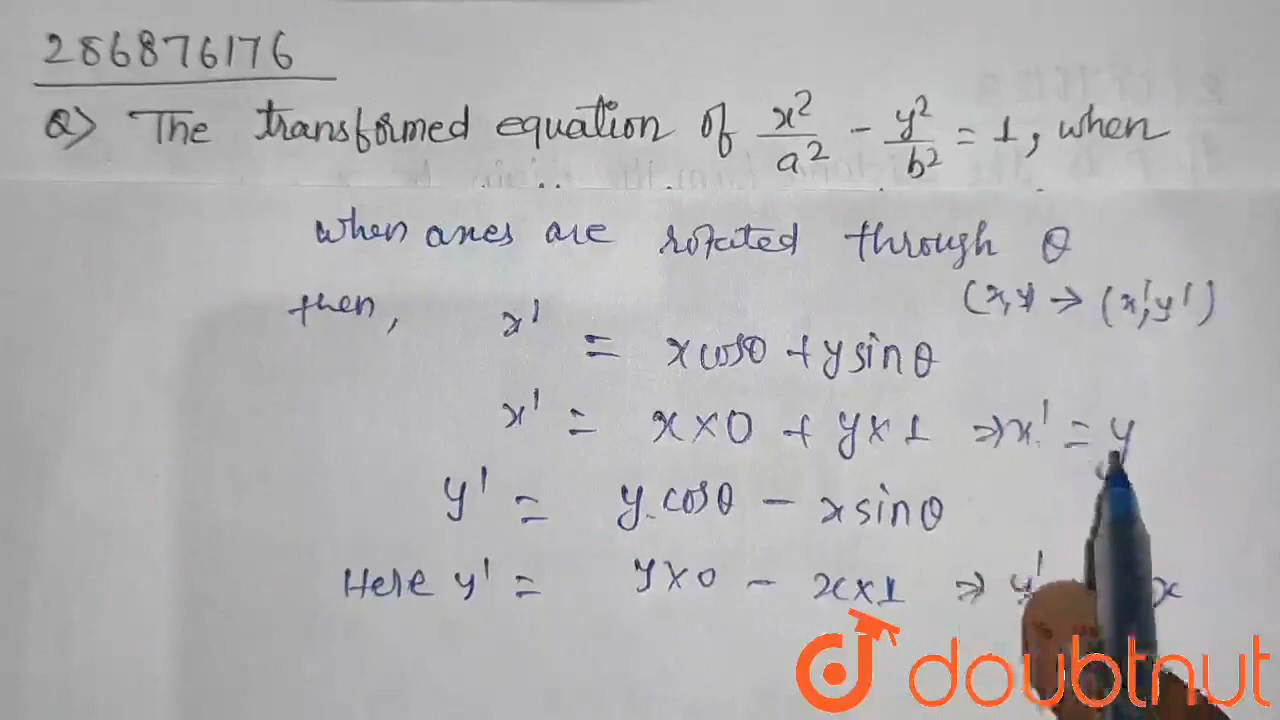 286876176
Q> The transformed equation of x²/a² - y²/b² = 1, when
when axes are rotated through θ
then, (x,y) → (x',y')
x' = x cosθ + y sinθ
x' = x×0 + y×1 ⇒ x' = y
y' = y.cosθ - x sinθ
Here y' = y×0 - x×1 ⇒ y' x
doubtnut